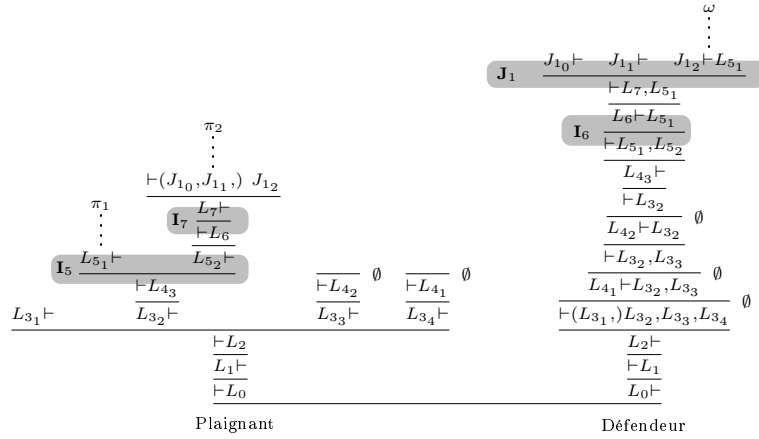 ω
J₁₀⊢ J₁₁⊢ J₁₂⊢L₅₁
J₁
⊢L₇,L₅₁
L₆⊢L₅₁
I₆
⊢L₅₁,L₅₂
π₂
L₄₃⊢
⊢(J₁₀,J₁₁,) J₁₂
⊢L₃₂
π₁
L₇⊢
I₇
∅
⊢L₆
L₄₂⊢L₃₂
I₅ L₅₁⊢ L₅₂⊢
⊢L₃₂,L₃₃
∅ ∅ ∅
⊢L₄₃ ⊢L₄₂ ⊢L₄₁ L₄₁⊢L₃₂,L₃₃
∅
L₃₁⊢ L₃₂⊢ L₃₃⊢ L₃₄⊢ ⊢(L₃₁,)L₃₂,L₃₃,L₃₄
⊢L₂ L₂⊢
L₁⊢ ⊢L₁
⊢L₀ L₀⊢
Plaignant Défendeur